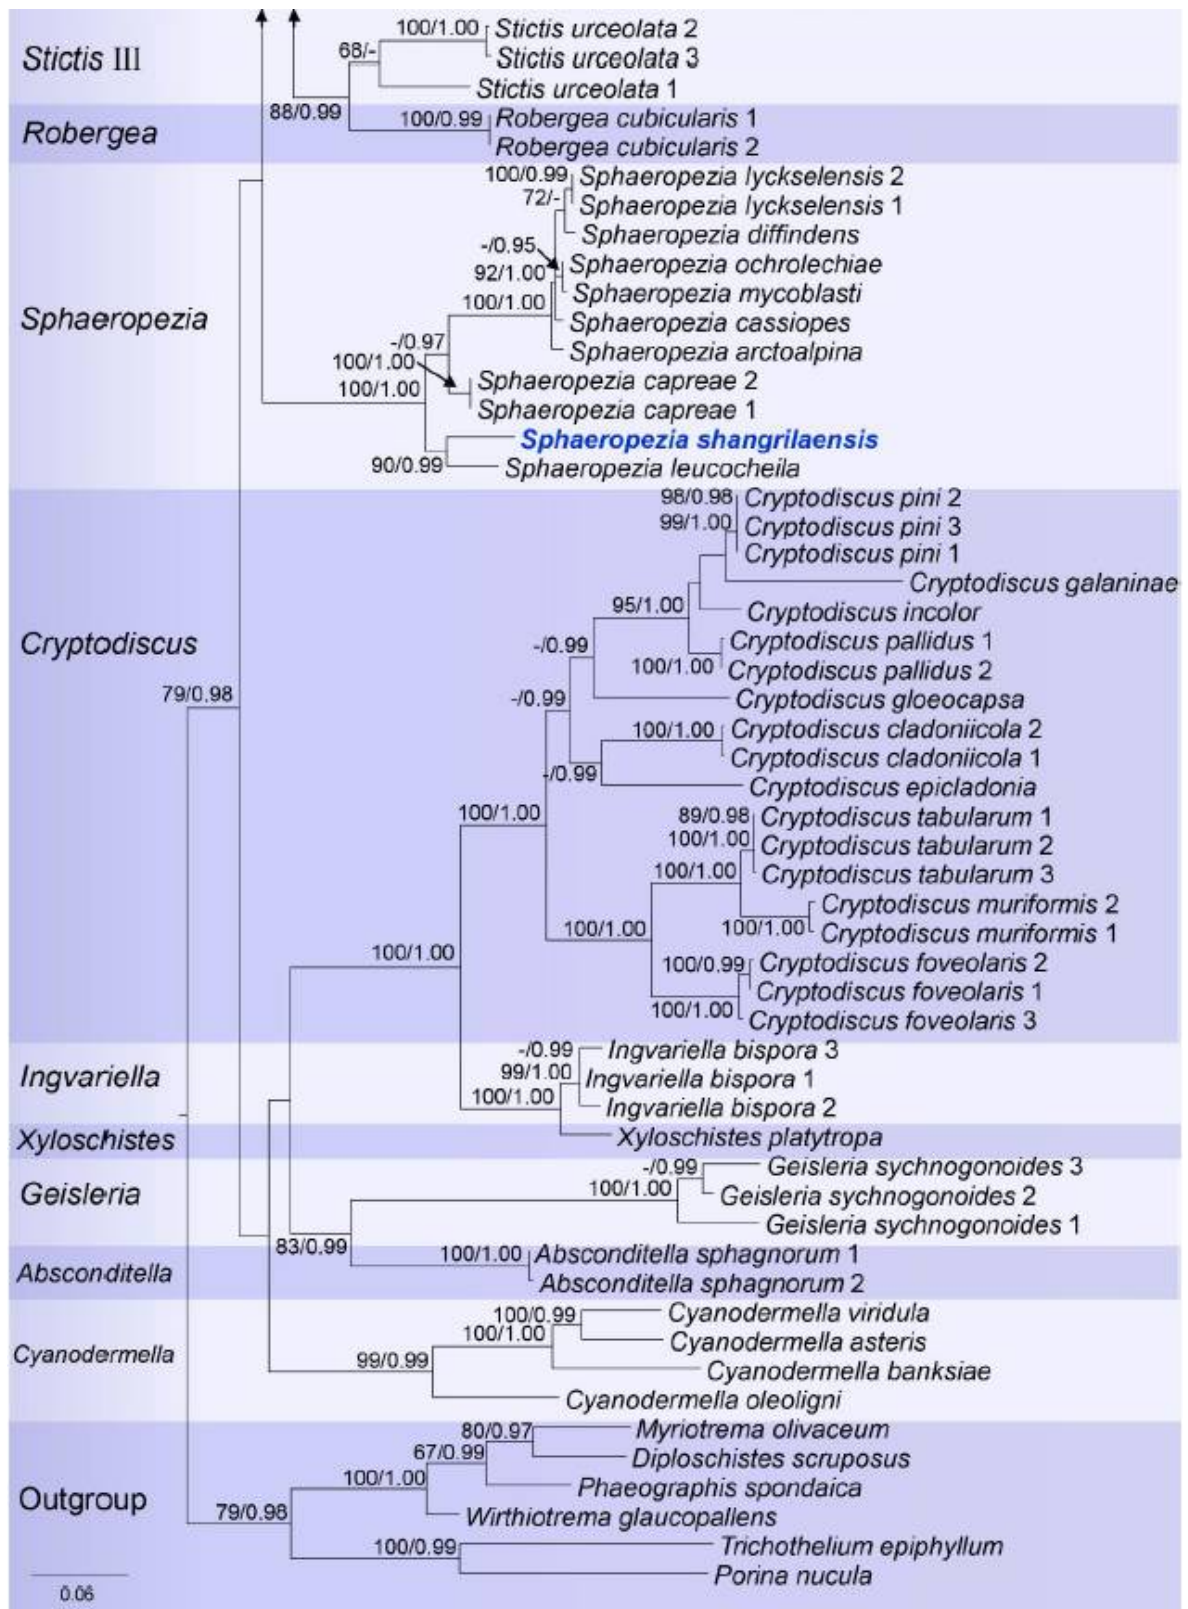 Stictis III
100/1.00
Stictis urceolata 2
Stictis urceolata 3
68/-
Stictis urceolata 1
88/0.99
Robergea
100/0.99
Robergea cubicularis 1
Robergea cubicularis 2
Sphaeropezia
100/0.99
Sphaeropezia lyckselensis 2
72/-
Sphaeropezia lyckselensis 1
Sphaeropezia diffindens
-/0.95
Sphaeropezia ochrolechiae
92/1.00
Sphaeropezia mycoblasti
100/1.00
Sphaeropezia cassiopes
-/0.97
Sphaeropezia arctoalpina
100/1.00
Sphaeropezia capreae 2
100/1.00
Sphaeropezia capreae 1
Sphaeropezia shangrilaensis
90/0.99
Sphaeropezia leucocheila
Cryptodiscus
98/0.98
Cryptodiscus pini 2
99/1.00
Cryptodiscus pini 3
Cryptodiscus pini 1
Cryptodiscus galaninae
95/1.00
Cryptodiscus incolor
-/0.99
Cryptodiscus pallidus 1
100/1.00
Cryptodiscus pallidus 2
79/0.98
-/0.99
Cryptodiscus gloeocapsa
100/1.00
Cryptodiscus cladoniicola 2
Cryptodiscus cladoniicola 1
-/0.99
Cryptodiscus epicladonia
100/1.00
89/0.98
Cryptodiscus tabularum 1
100/1.00
Cryptodiscus tabularum 2
100/1.00
Cryptodiscus tabularum 3
Cryptodiscus muriformis 2
100/1.00
100/1.00
Cryptodiscus muriformis 1
100/1.00
100/0.99
Cryptodiscus foveolaris 2
Cryptodiscus foveolaris 1
100/1.00
Cryptodiscus foveolaris 3
Ingvariella
-/0.99
Ingvariella bispora 3
99/1.00
Ingvariella bispora 1
100/1.00
Ingvariella bispora 2
Xyloschistes
Xyloschistes platytropa
Geisleria
-/0.99
Geisleria sychnogonoides 3
100/1.00
Geisleria sychnogonoides 2
Geisleria sychnogonoides 1
83/0.99
Absconditella
100/1.00
Absconditella sphagnorum 1
Absconditella sphagnorum 2
Cyanodermella
100/0.99
Cyanodermella viridula
100/1.00
Cyanodermella asteris
99/0.99
Cyanodermella banksiae
Cyanodermella oleoligni
Outgroup
80/0.97
Myriotrema olivaceum
67/0.99
Diploschistes scruposus
100/1.00
Phaeographis spondaica
79/0.98
Wirthiotrema glaucopallens
100/0.99
Trichothelium epiphyllum
Porina nucula
0.06